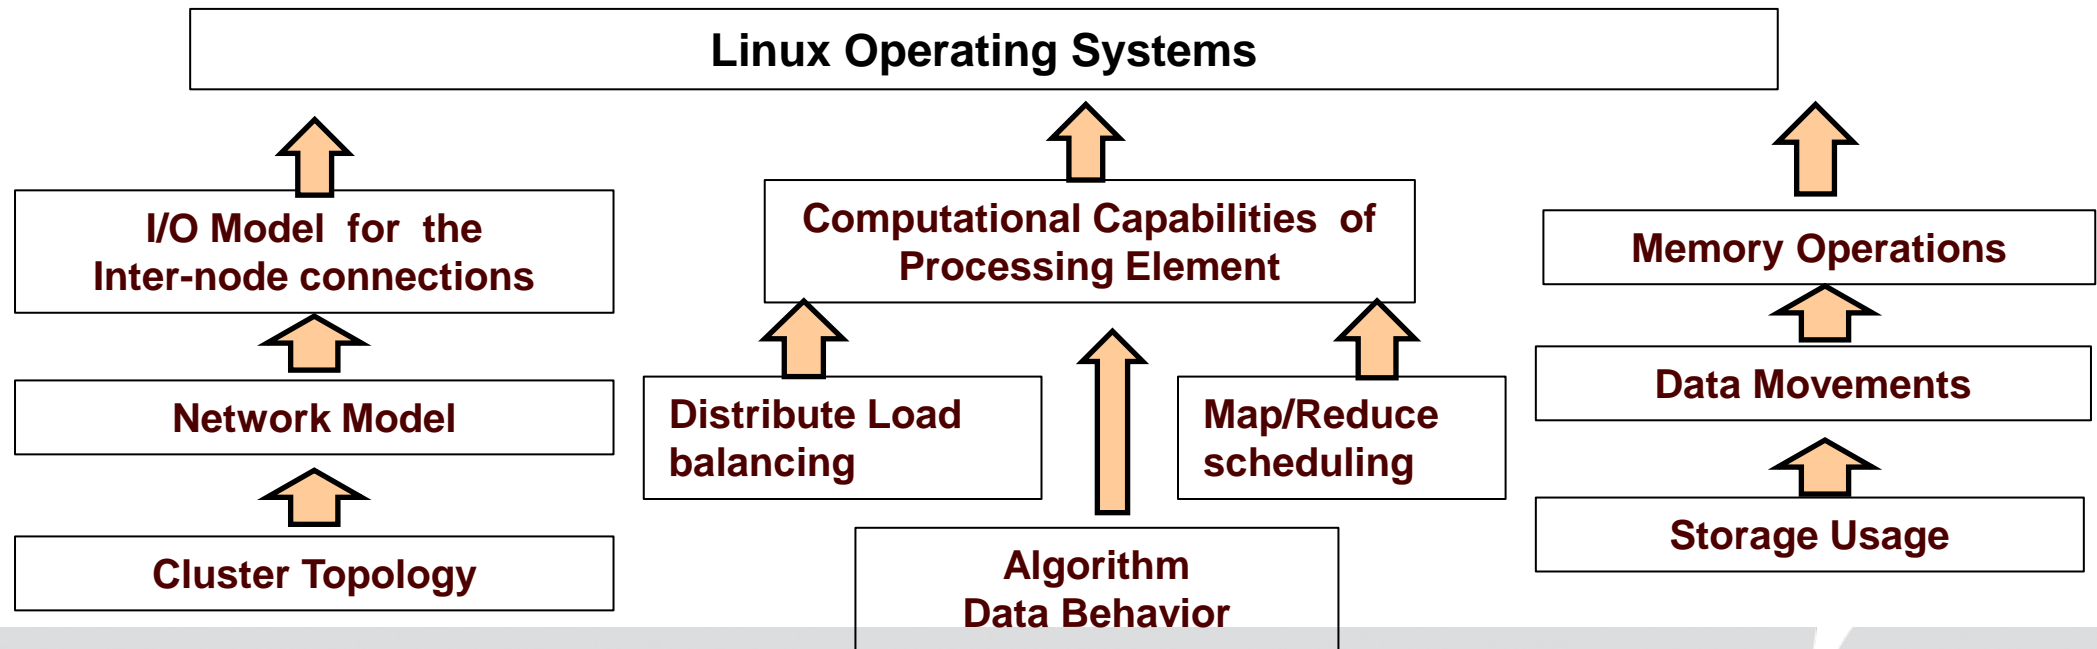 Linux Operating Systems
I/O Model for the
Inter-node connections
Computational Capabilities of
Processing Element
Memory Operations
Network Model
Distribute Load
balancing
Map/Reduce
scheduling
Data Movements
Cluster Topology
Algorithm
Data Behavior
Storage Usage